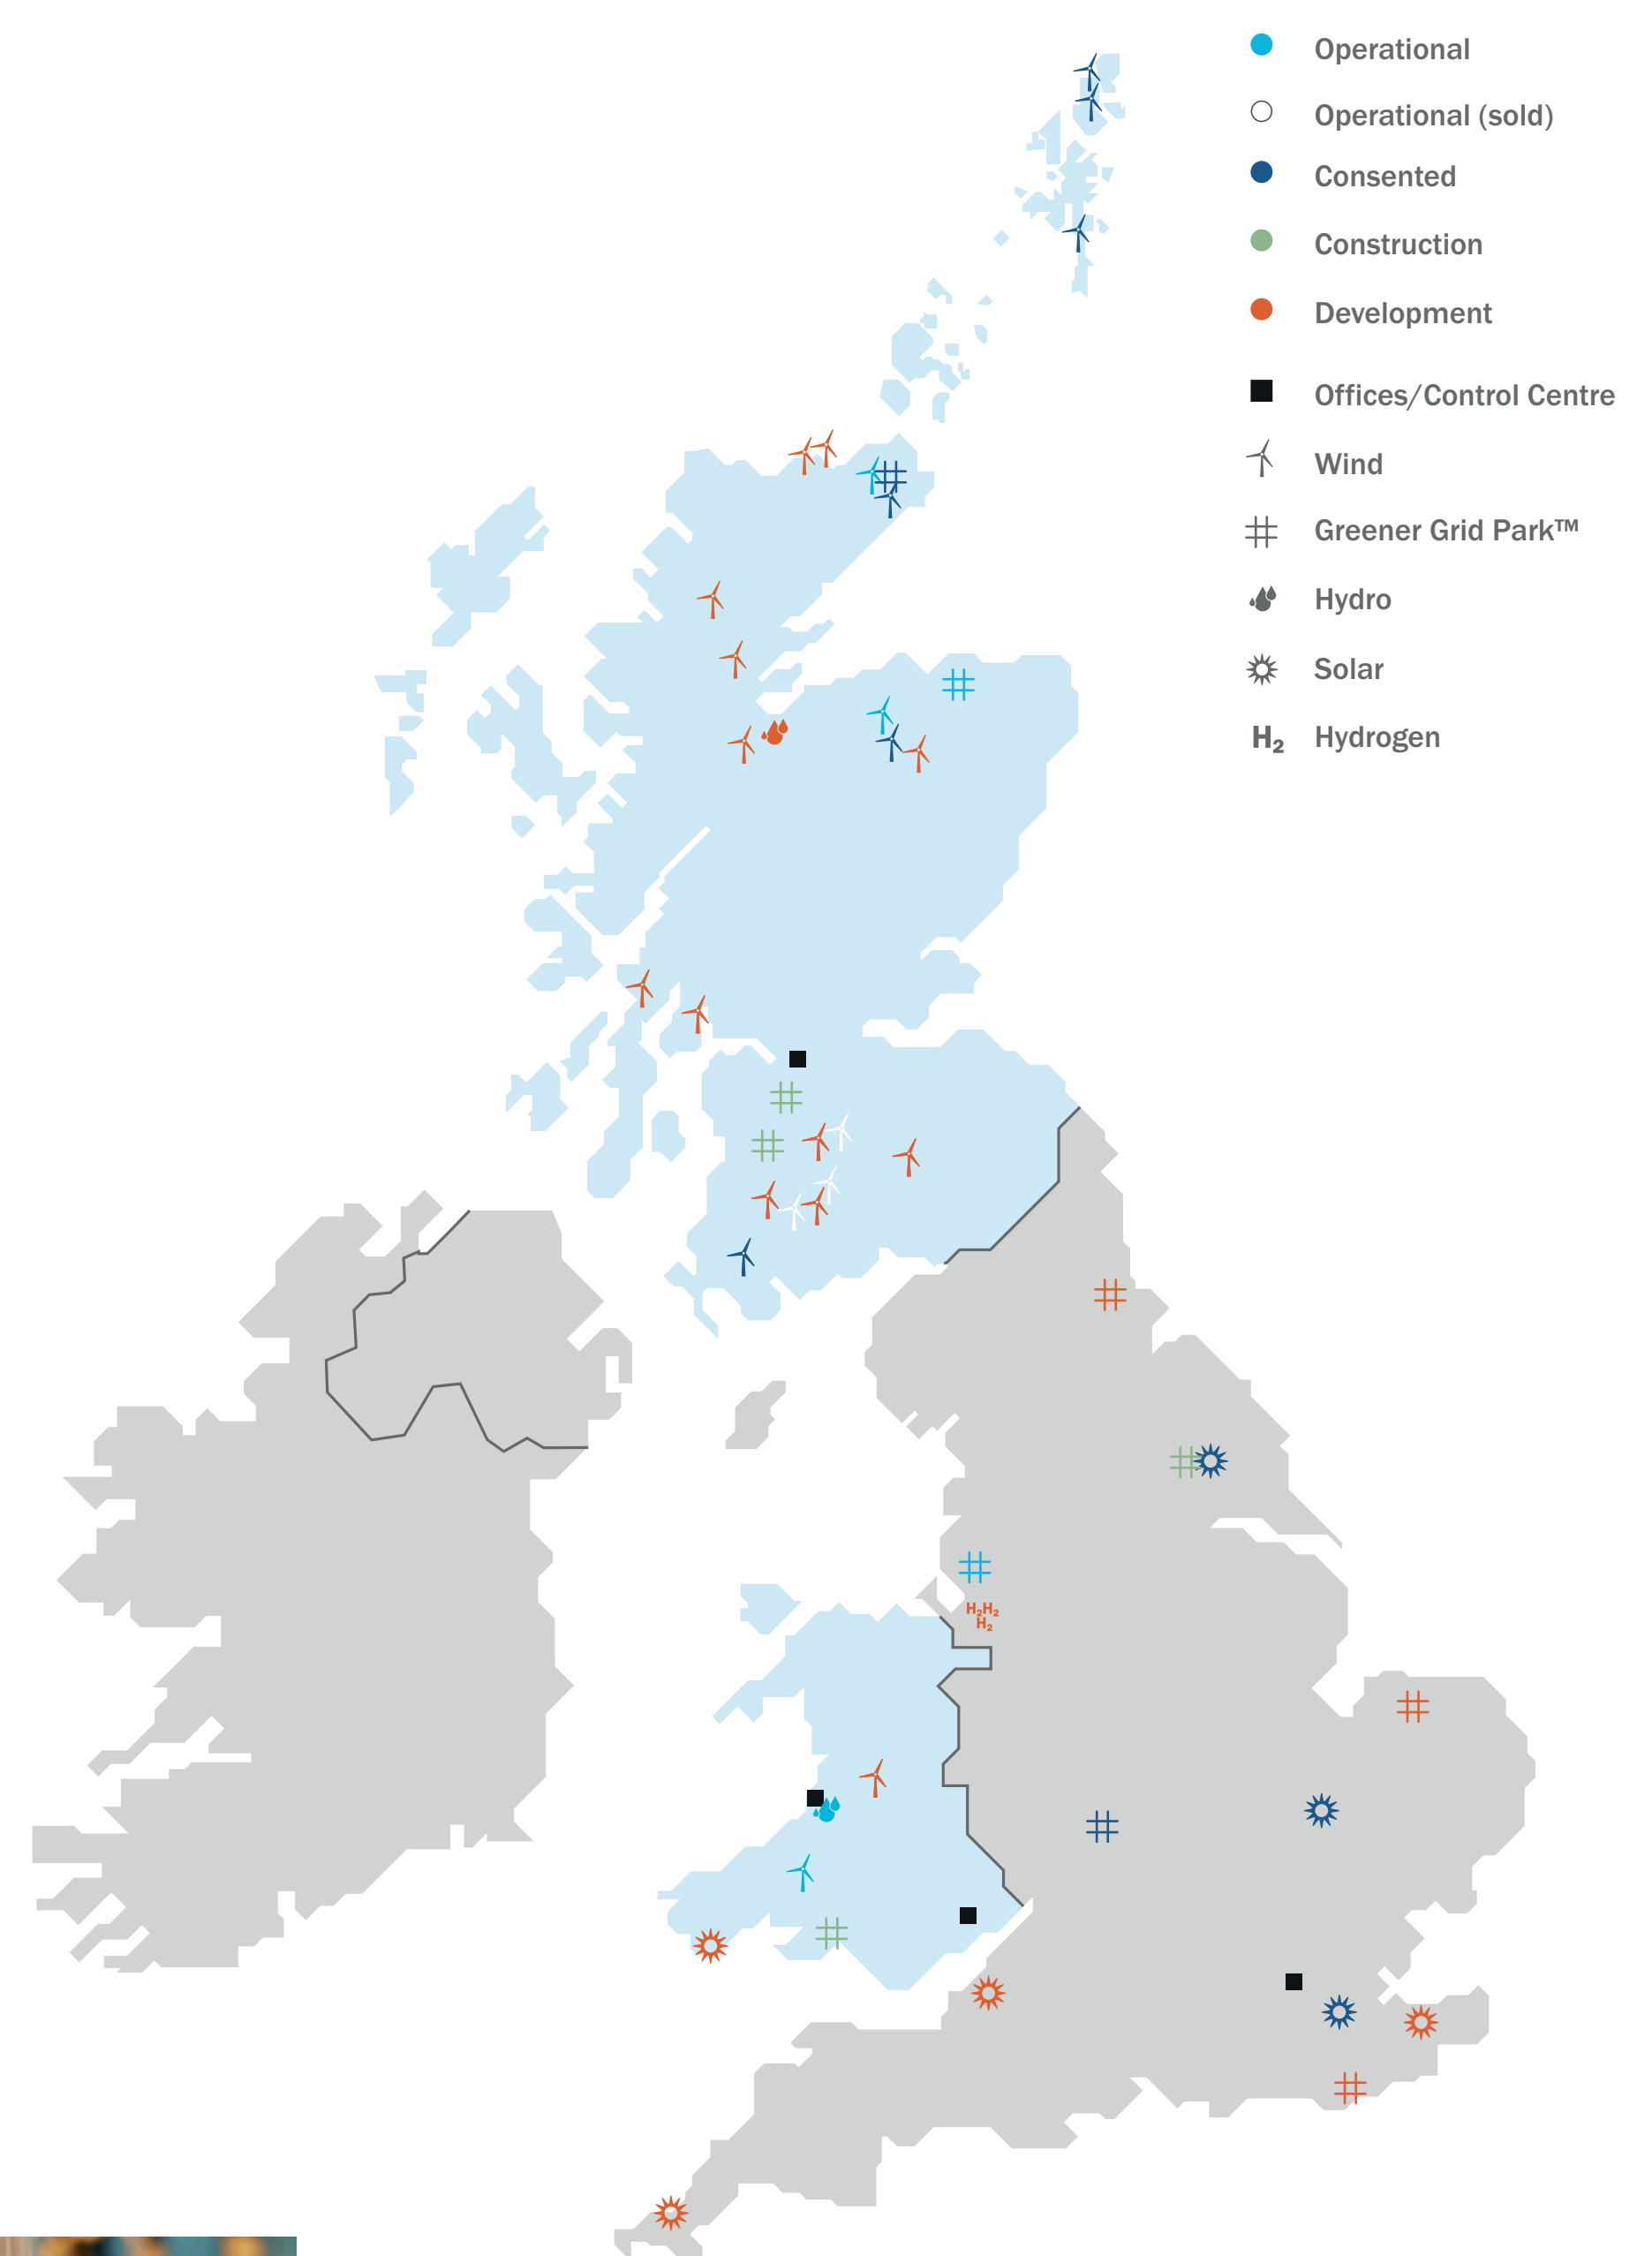 Operational
Operational (sold)
Consented
Construction
Development
Offices/Control Centre
Wind
Greener Grid Park™
Hydro
Solar
H₂ Hydrogen
H₂H₂
H₂